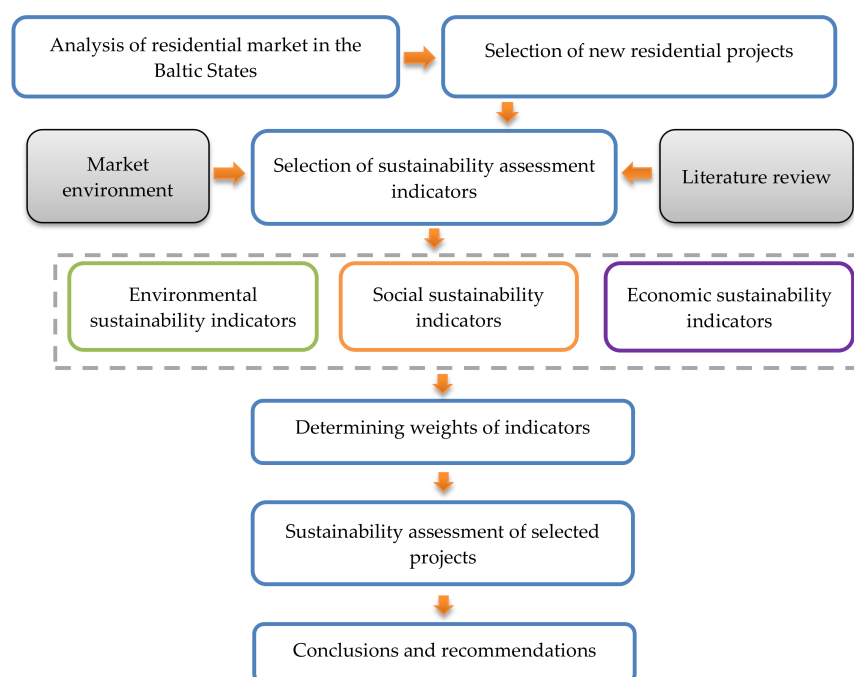 Analysis of residential market in the
Baltic States
Selection of new residential projects
Market
environment
Selection of sustainability assessment
indicators
Literature review
Environmental
sustainability indicators
Social sustainability
indicators
Economic sustainability
indicators
Determining weights of indicators
Sustainability assessment of selected
projects
Conclusions and recommendations